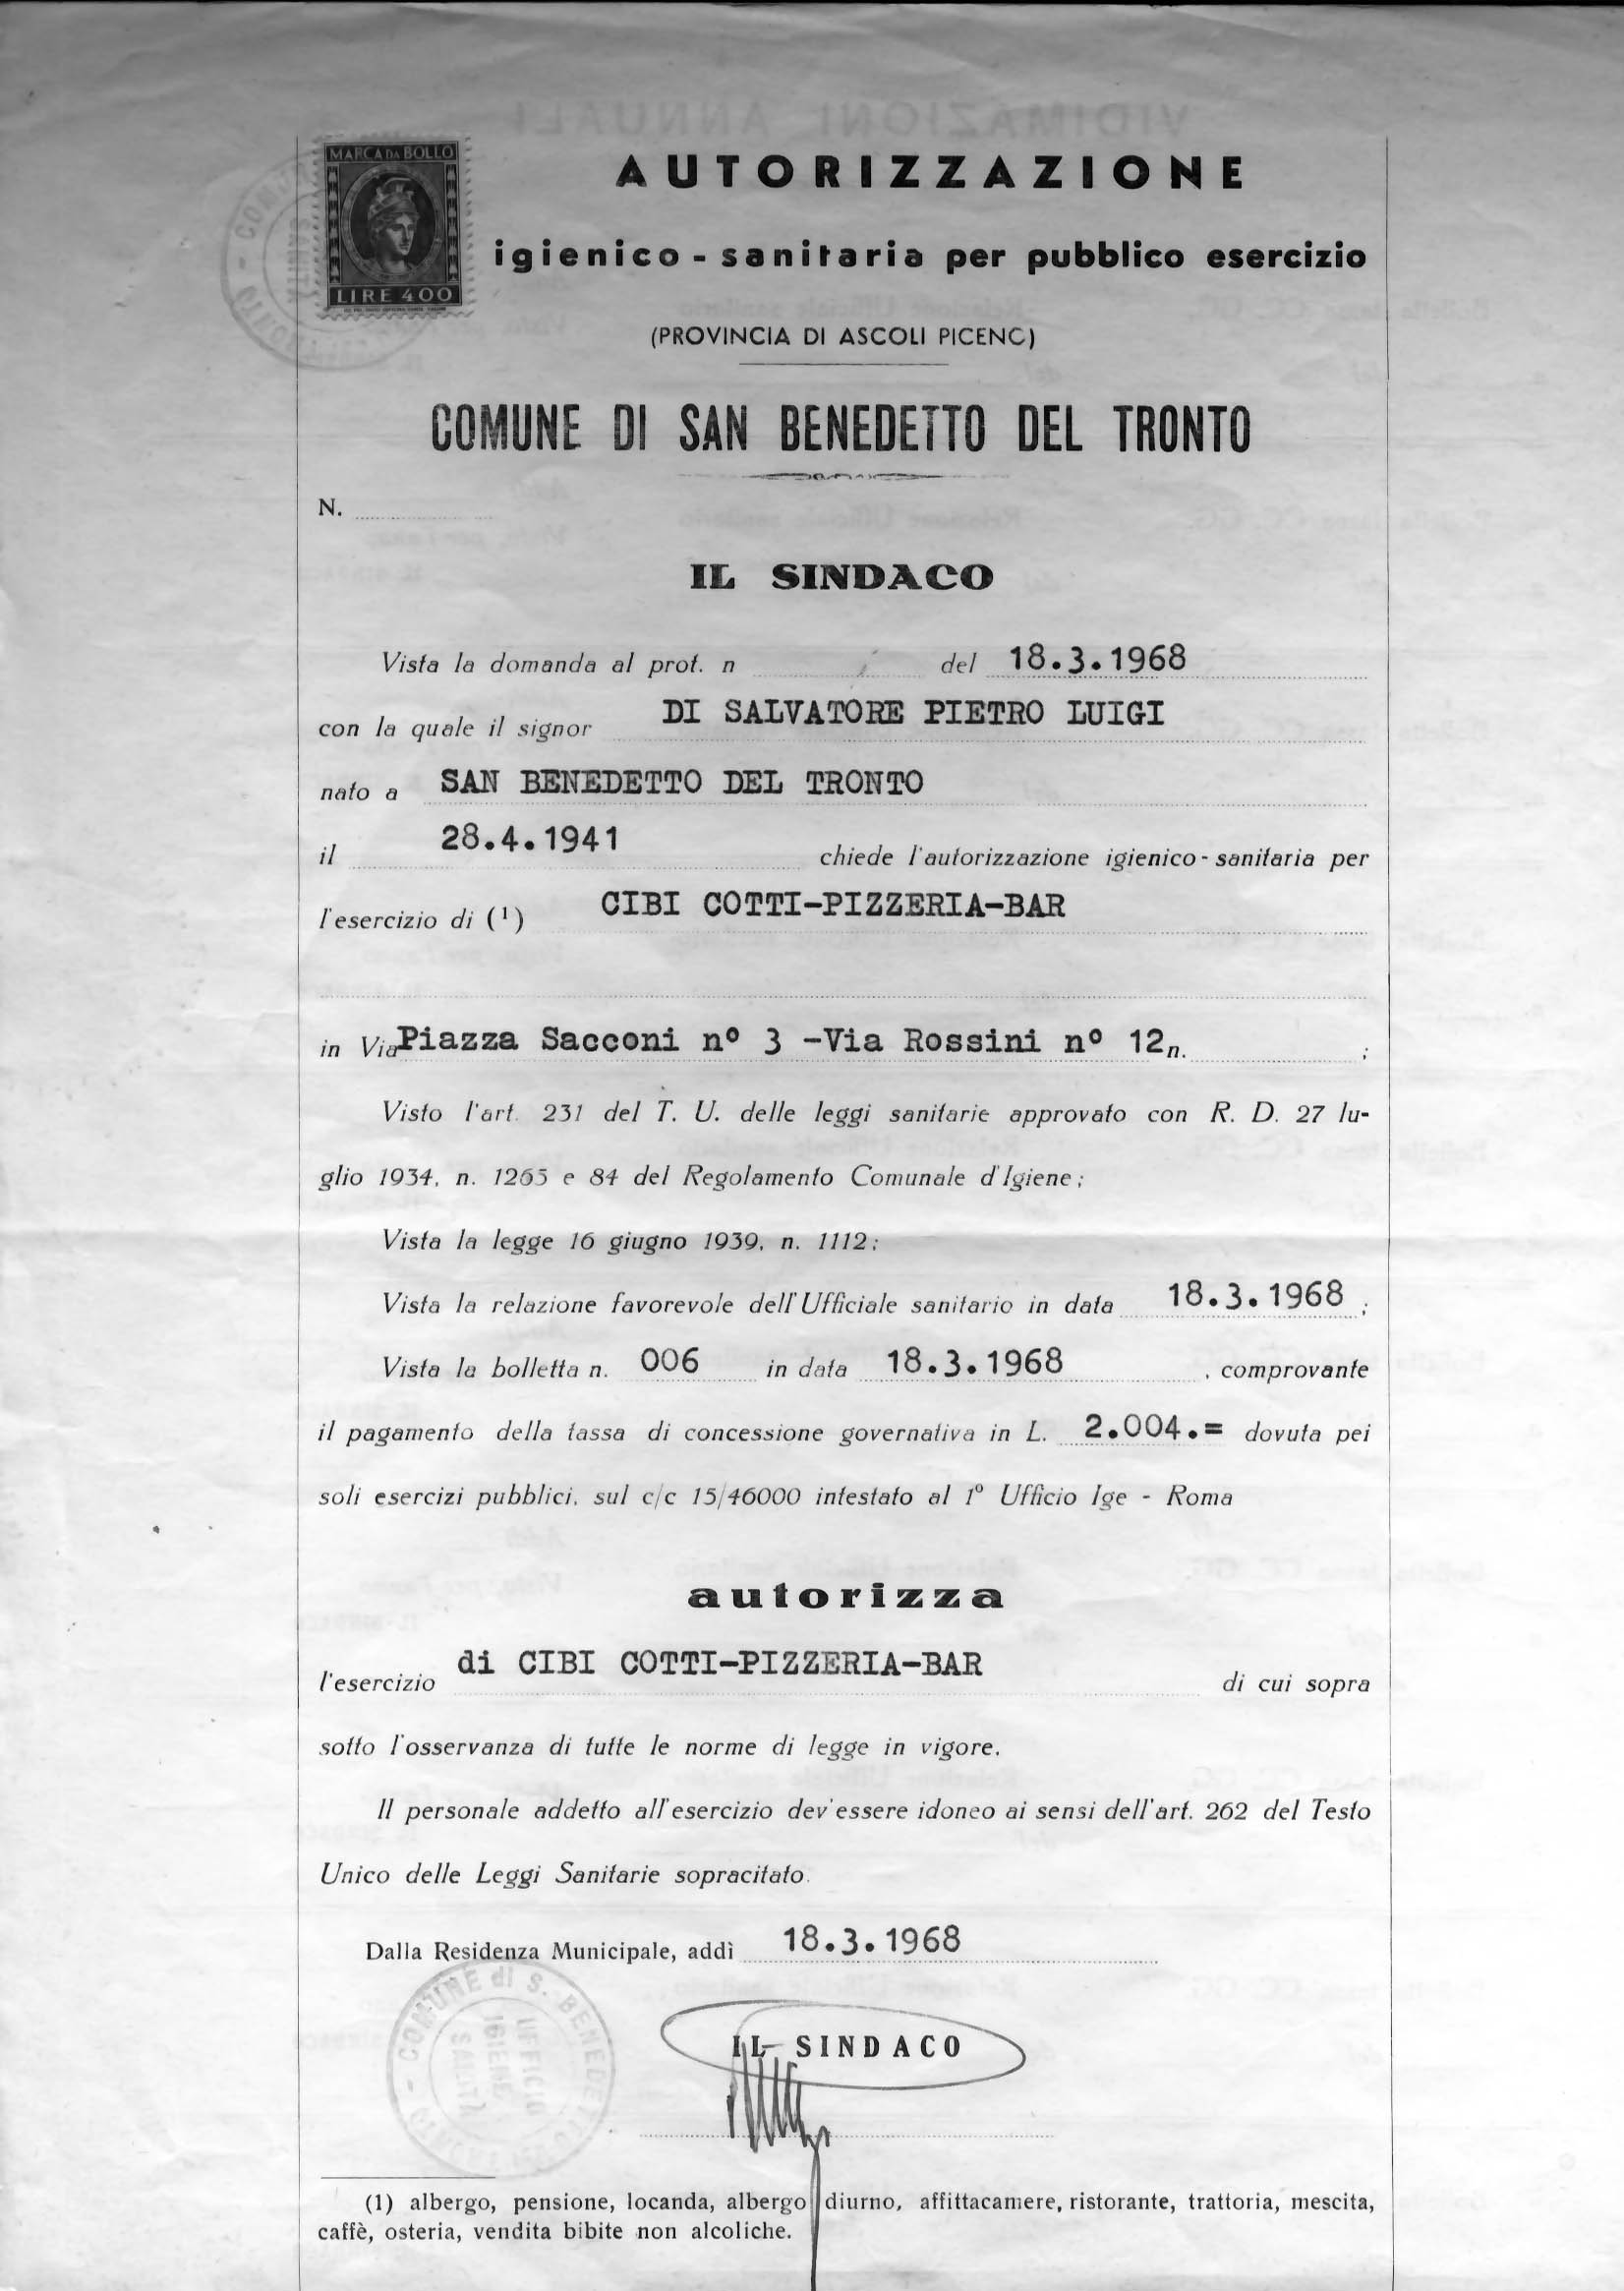 MARCA DA BOLLO
LIRE 400
AUTORIZZAZIONE
igienico - sanitaria per pubblico esercizio
(PROVINCIA DI ASCOLI PICENO)
COMUNE DI SAN BENEDETTO DEL TRONTO
N.
IL SINDACO
Vista la domanda al prot. n del 18.3.1968
con la quale il signor DI SALVATORE PIETRO LUIGI
nato a SAN BENEDETTO DEL TRONTO
il 28.4.1941 chiede l'autorizzazione igienico - sanitaria per
l'esercizio di (1) CIBI COTTI-PIZZERIA-BAR
in Via Piazza Sacconi nº 3 -Via Rossini nº 12 n. ;
Visto l'art. 231 del T. U. delle leggi sanitarie approvato con R. D. 27 lu-
glio 1934, n. 1265 e 84 del Regolamento Comunale d'Igiene;
Vista la legge 16 giugno 1939, n. 1112;
Vista la relazione favorevole dell'Ufficiale sanitario in data 18.3.1968 ;
Vista la bolletta n. 006 in data 18.3.1968 , comprovante
il pagamento della tassa di concessione governativa in L. 2.004.= dovuta pei
soli esercizi pubblici, sul c/c 15/46000 intestato al 1º Ufficio Ige - Roma
autorizza
l'esercizio di CIBI COTTI-PIZZERIA-BAR di cui sopra
sotto l'osservanza di tutte le norme di legge in vigore.
Il personale addetto all'esercizio dev'essere idoneo ai sensi dell'art. 262 del Testo
Unico delle Leggi Sanitarie sopracitato.
Dalla Residenza Municipale, addì 18.3.1968
COMUNE di S. BENEDETTO
UFFICIO
IGIENE
SANITÀ
IL SINDACO
(1) albergo, pensione, locanda, albergo diurno, affittacamere, ristorante, trattoria, mescita,
caffè, osteria, vendita bibite non alcoliche.